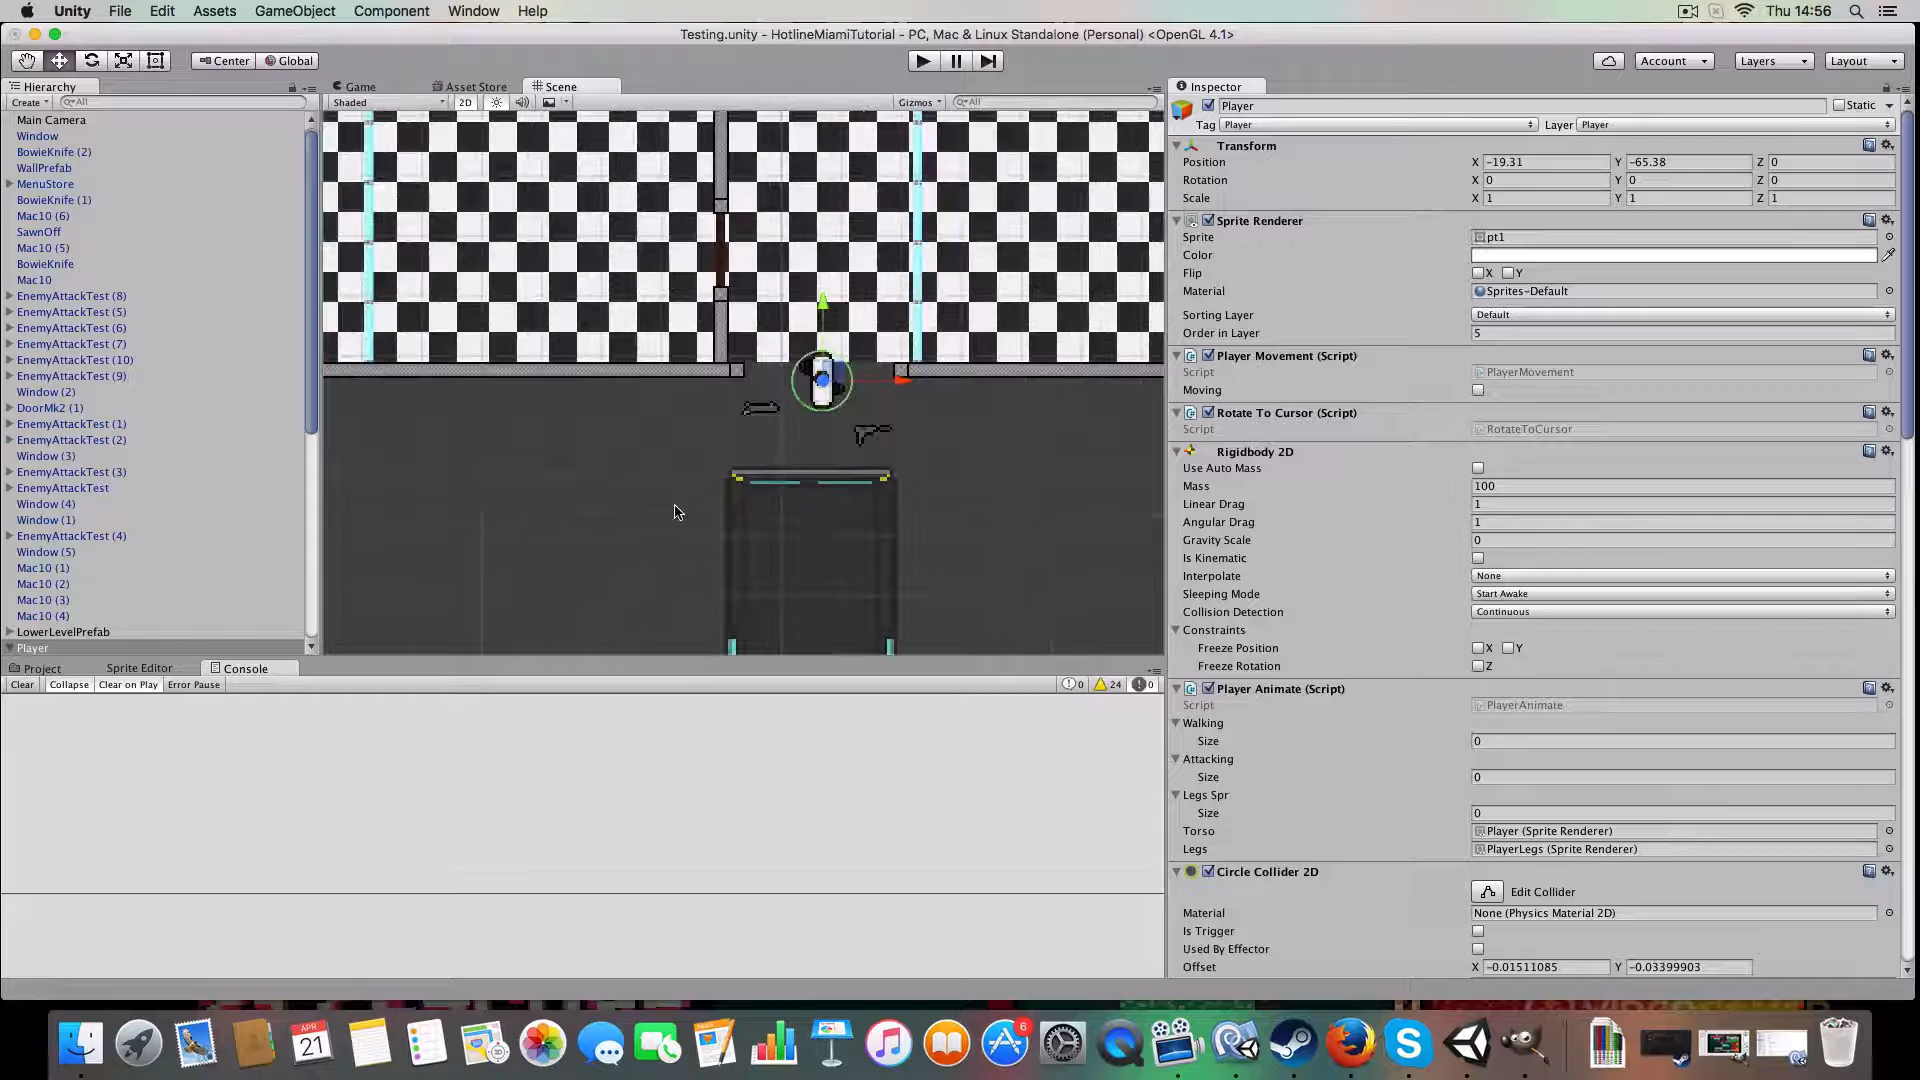 Unity File Edit Assets GameObject Component Window Help Thu 14:56
Testing.unity - HotlineMiamiTutorial - PC, Mac & Linux Standalone (Personal) <OpenGL 4.1>
Center Global Account Layers Layout
Hierarchy Game Asset Store Scene Inspector
Create All Shaded 2D Gizmos All
Player Static
Tag Player Layer Player
Main Camera
Window
BowieKnife (2)
WallPrefab
MenuStore
BowieKnife (1)
Mac10 (6)
SawnOff
Mac10 (5)
BowieKnife
Mac10
EnemyAttackTest (8)
EnemyAttackTest (5)
EnemyAttackTest (6)
EnemyAttackTest (7)
EnemyAttackTest (10)
EnemyAttackTest (9)
Window (2)
DoorMk2 (1)
EnemyAttackTest (1)
EnemyAttackTest (2)
Window (3)
EnemyAttackTest (3)
EnemyAttackTest
Window (4)
Window (1)
EnemyAttackTest (4)
Window (5)
Mac10 (1)
Mac10 (2)
Mac10 (3)
Mac10 (4)
LowerLevelPrefab
Player
Transform
Position X -19.31 Y -65.38 Z 0
Rotation X 0 Y 0 Z 0
Scale X 1 Y 1 Z 1
Sprite Renderer
Sprite pt1
Color
Flip X Y
Material Sprites-Default
Sorting Layer Default
Order in Layer 5
Player Movement (Script)
Script PlayerMovement
Moving
Rotate To Cursor (Script)
Script RotateToCursor
Rigidbody 2D
Use Auto Mass
Mass 100
Linear Drag 1
Angular Drag 1
Gravity Scale 0
Is Kinematic
Interpolate None
Sleeping Mode Start Awake
Collision Detection Continuous
Constraints
Freeze Position X Y
Freeze Rotation Z
Player Animate (Script)
Script PlayerAnimate
Walking
Size 0
Attacking
Size 0
Legs Spr
Size 0
Torso Player (Sprite Renderer)
Legs PlayerLegs (Sprite Renderer)
Circle Collider 2D
Edit Collider
Material None (Physics Material 2D)
Is Trigger
Used By Effector
Offset X -0.01511085 Y -0.03399903
Project Sprite Editor Console
Clear Collapse Clear on Play Error Pause 0 24 0
APR
21
6